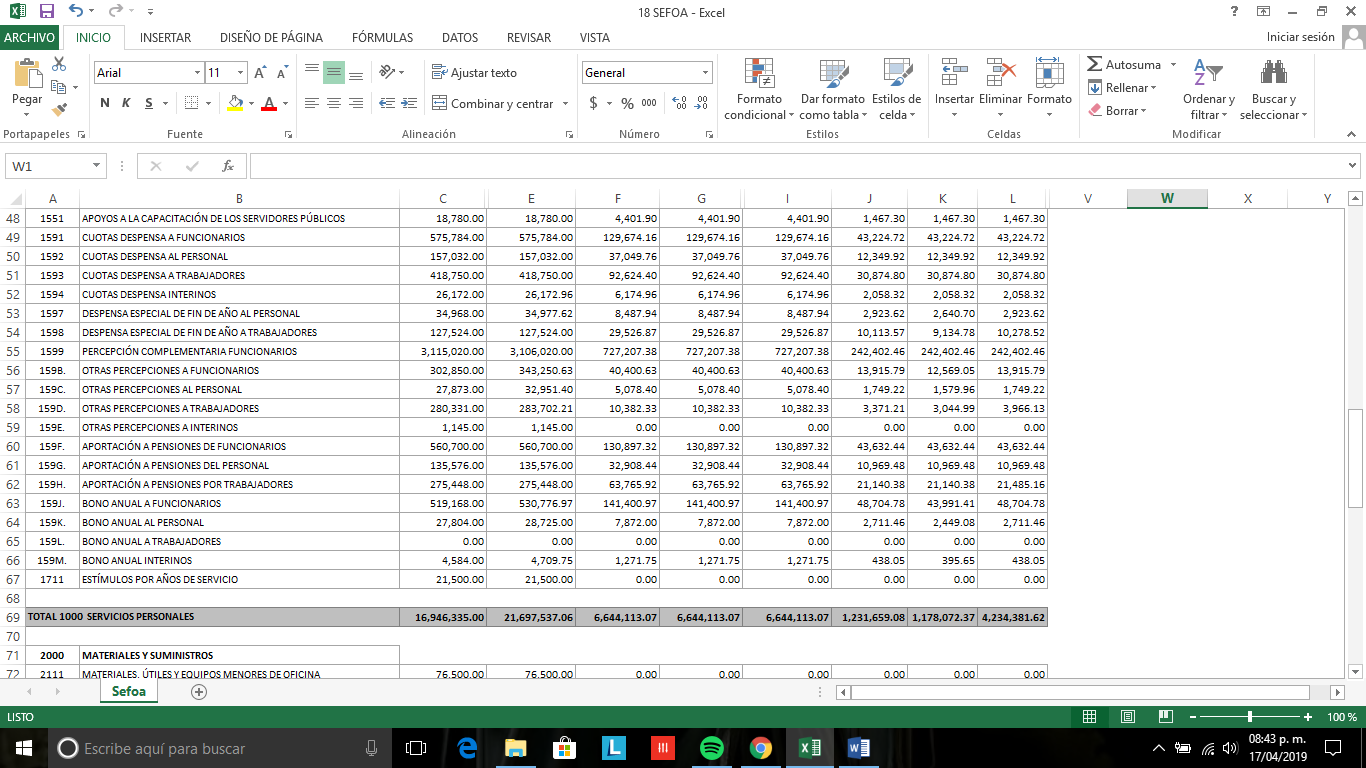 18 SEFOA - Excel
ARCHIVO INICIO INSERTAR DISEÑO DE PÁGINA FÓRMULAS DATOS REVISAR VISTA Iniciar sesión
Pegar Arial 11 Ajustar texto General Formato condicional Dar formato como tabla Estilos de celda Insertar Eliminar Formato Autosuma Rellenar Borrar Ordenar y filtrar Buscar y seleccionar
N K S Combinar y centrar $ % 000
Portapapeles Fuente Alineación Número Estilos Celdas Modificar
W1 fx
A B C E F G I J K L V W X Y
48 1551 APOYOS A LA CAPACITACIÓN DE LOS SERVIDORES PÚBLICOS 18,780.00 18,780.00 4,401.90 4,401.90 4,401.90 1,467.30 1,467.30 1,467.30
49 1591 CUOTAS DESPENSA A FUNCIONARIOS 575,784.00 575,784.00 129,674.16 129,674.16 129,674.16 43,224.72 43,224.72 43,224.72
50 1592 CUOTAS DESPENSA AL PERSONAL 157,032.00 157,032.00 37,049.76 37,049.76 37,049.76 12,349.92 12,349.92 12,349.92
51 1593 CUOTAS DESPENSA A TRABAJADORES 418,750.00 418,750.00 92,624.40 92,624.40 92,624.40 30,874.80 30,874.80 30,874.80
52 1594 CUOTAS DESPENSA INTERINOS 26,172.00 26,172.96 6,174.96 6,174.96 6,174.96 2,058.32 2,058.32 2,058.32
53 1597 DESPENSA ESPECIAL DE FIN DE AÑO AL PERSONAL 34,968.00 34,977.62 8,487.94 8,487.94 8,487.94 2,923.62 2,640.70 2,923.62
54 1598 DESPENSA ESPECIAL DE FIN DE AÑO A TRABAJADORES 127,524.00 127,524.00 29,526.87 29,526.87 29,526.87 10,113.57 9,134.78 10,278.52
55 1599 PERCEPCIÓN COMPLEMENTARIA FUNCIONARIOS 3,115,020.00 3,106,020.00 727,207.38 727,207.38 727,207.38 242,402.46 242,402.46 242,402.46
56 159B. OTRAS PERCEPCIONES A FUNCIONARIOS 302,850.00 343,250.63 40,400.63 40,400.63 40,400.63 13,915.79 12,569.05 13,915.79
57 159C. OTRAS PERCEPCIONES AL PERSONAL 27,873.00 32,951.40 5,078.40 5,078.40 5,078.40 1,749.22 1,579.96 1,749.22
58 159D. OTRAS PERCEPCIONES A TRABAJADORES 280,331.00 283,702.21 10,382.33 10,382.33 10,382.33 3,371.21 3,044.99 3,966.13
59 159E. OTRAS PERCEPCIONES A INTERINOS 1,145.00 1,145.00 0.00 0.00 0.00 0.00 0.00 0.00
60 159F. APORTACIÓN A PENSIONES DE FUNCIONARIOS 560,700.00 560,700.00 130,897.32 130,897.32 130,897.32 43,632.44 43,632.44 43,632.44
61 159G. APORTACIÓN A PENSIONES DEL PERSONAL 135,576.00 135,576.00 32,908.44 32,908.44 32,908.44 10,969.48 10,969.48 10,969.48
62 159H. APORTACIÓN A PENSIONES POR TRABAJADORES 275,448.00 275,448.00 63,765.92 63,765.92 63,765.92 21,140.38 21,140.38 21,485.16
63 159J. BONO ANUAL A FUNCIONARIOS 519,168.00 530,776.97 141,400.97 141,400.97 141,400.97 48,704.78 43,991.41 48,704.78
64 159K. BONO ANUAL AL PERSONAL 27,804.00 28,725.00 7,872.00 7,872.00 7,872.00 2,711.46 2,449.08 2,711.46
65 159L. BONO ANUAL A TRABAJADORES 0.00 0.00 0.00 0.00 0.00 0.00 0.00 0.00
66 159M. BONO ANUAL INTERINOS 4,584.00 4,709.75 1,271.75 1,271.75 1,271.75 438.05 395.65 438.05
67 1711 ESTÍMULOS POR AÑOS DE SERVICIO 21,500.00 21,500.00 0.00 0.00 0.00 0.00 0.00 0.00
68
69 TOTAL 1000 SERVICIOS PERSONALES 16,946,335.00 21,697,537.06 6,644,113.07 6,644,113.07 6,644,113.07 1,231,659.08 1,178,072.37 4,234,381.62
70
71 2000 MATERIALES Y SUMINISTROS
72 2111 MATERIALES, ÚTILES Y EQUIPOS MENORES DE OFICINA 76,500.00 76,500.00 0.00 0.00 0.00 0.00 0.00 0.00
Sefoa
LISTO 100 %
Escribe aquí para buscar
08:43 p. m.
17/04/2019